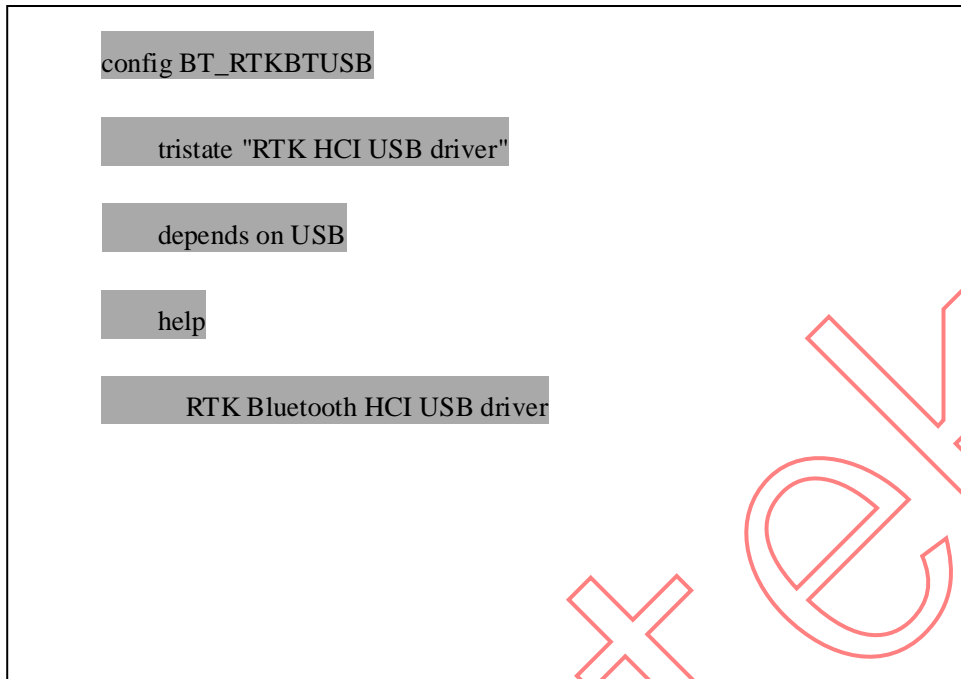 config BT_RTKBTUSB
tristate "RTK HCI USB driver"
depends on USB
help
RTK Bluetooth HCI USB driver